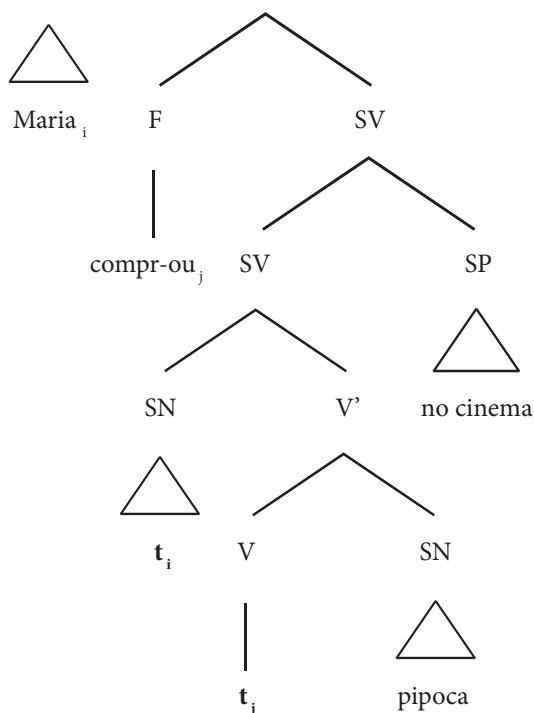 Maria i F SV
compr-ou j SV SP
SN V’ no cinema
t i V SN
t j pipoca